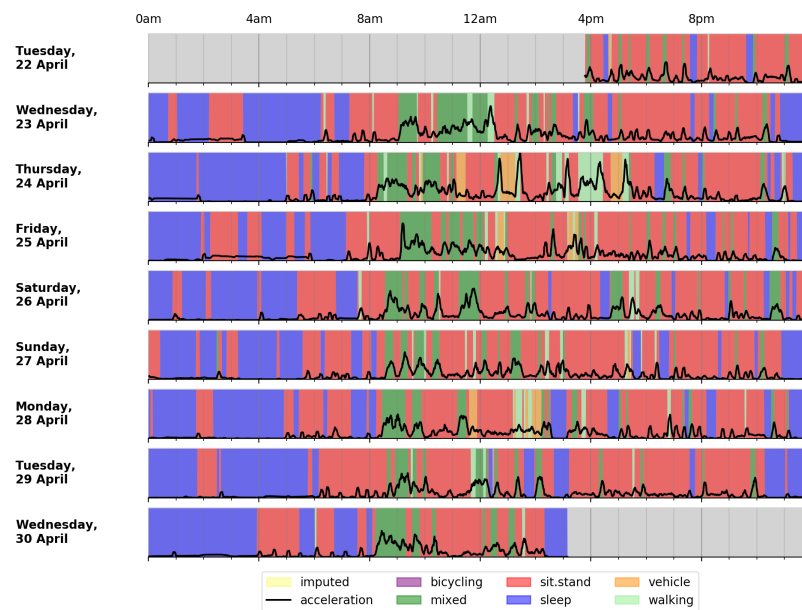 0am 4am 8am 12am 4pm 8pm
Tuesday,
22 April
Wednesday,
23 April
Thursday,
24 April
Friday,
25 April
Saturday,
26 April
Sunday,
27 April
Monday,
28 April
Tuesday,
29 April
Wednesday,
30 April
imputed bicycling sit.stand vehicle
acceleration mixed sleep walking